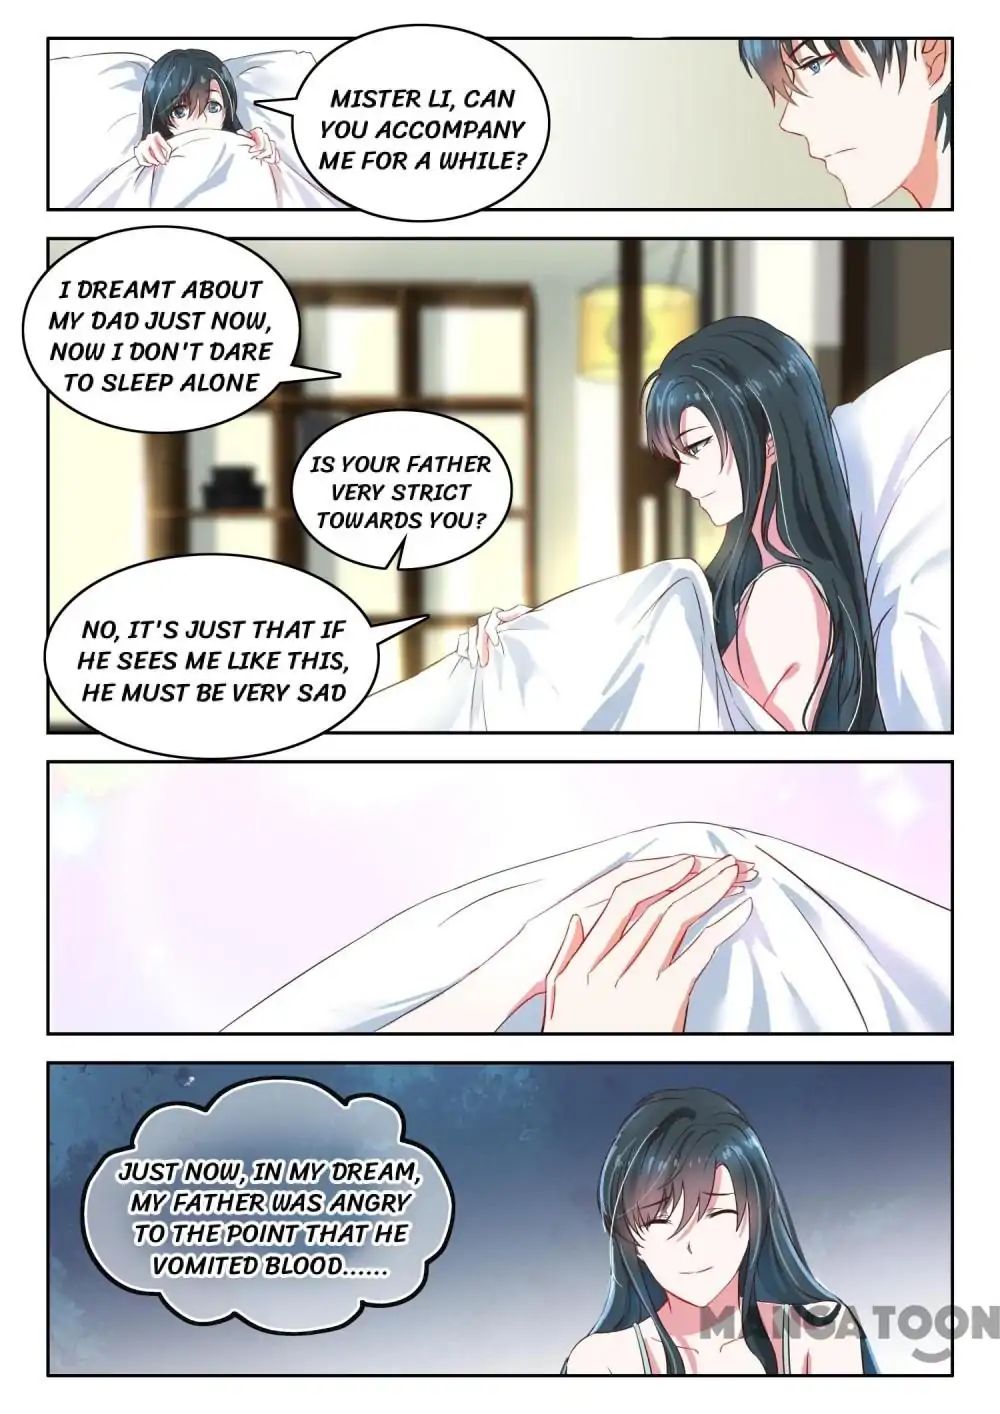 MISTER LI, CAN
YOU ACCOMPANY
ME FOR A WHILE?
I DREAMT ABOUT
MY DAD JUST NOW,
NOW I DON'T DARE
TO SLEEP ALONE
IS YOUR FATHER
VERY STRICT
TOWARDS YOU?
NO, IT'S JUST THAT IF
HE SEES ME LIKE THIS,
HE MUST BE VERY SAD
JUST NOW, IN MY DREAM,
MY FATHER WAS ANGRY
TO THE POINT THAT HE
VOMITED BLOOD......
MANGA TOON